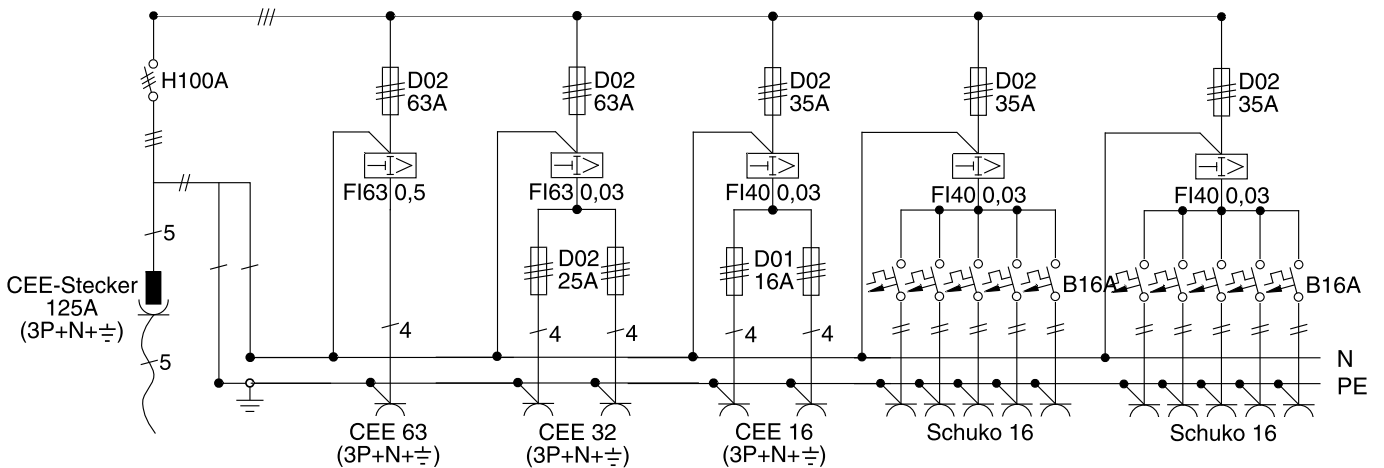 H100A
D02
63A
D02
63A
D02
35A
D02
35A
D02
35A
FI63 0,5
FI63 0,03
FI40 0,03
FI40 0,03
FI40 0,03
5
CEE-Stecker
125A
(3P+N+⏚)
5
D02
25A
D01
16A
B16A
B16A
4
4
4
4
4
N
PE
CEE 63
(3P+N+⏚)
CEE 32
(3P+N+⏚)
CEE 16
(3P+N+⏚)
Schuko 16
Schuko 16